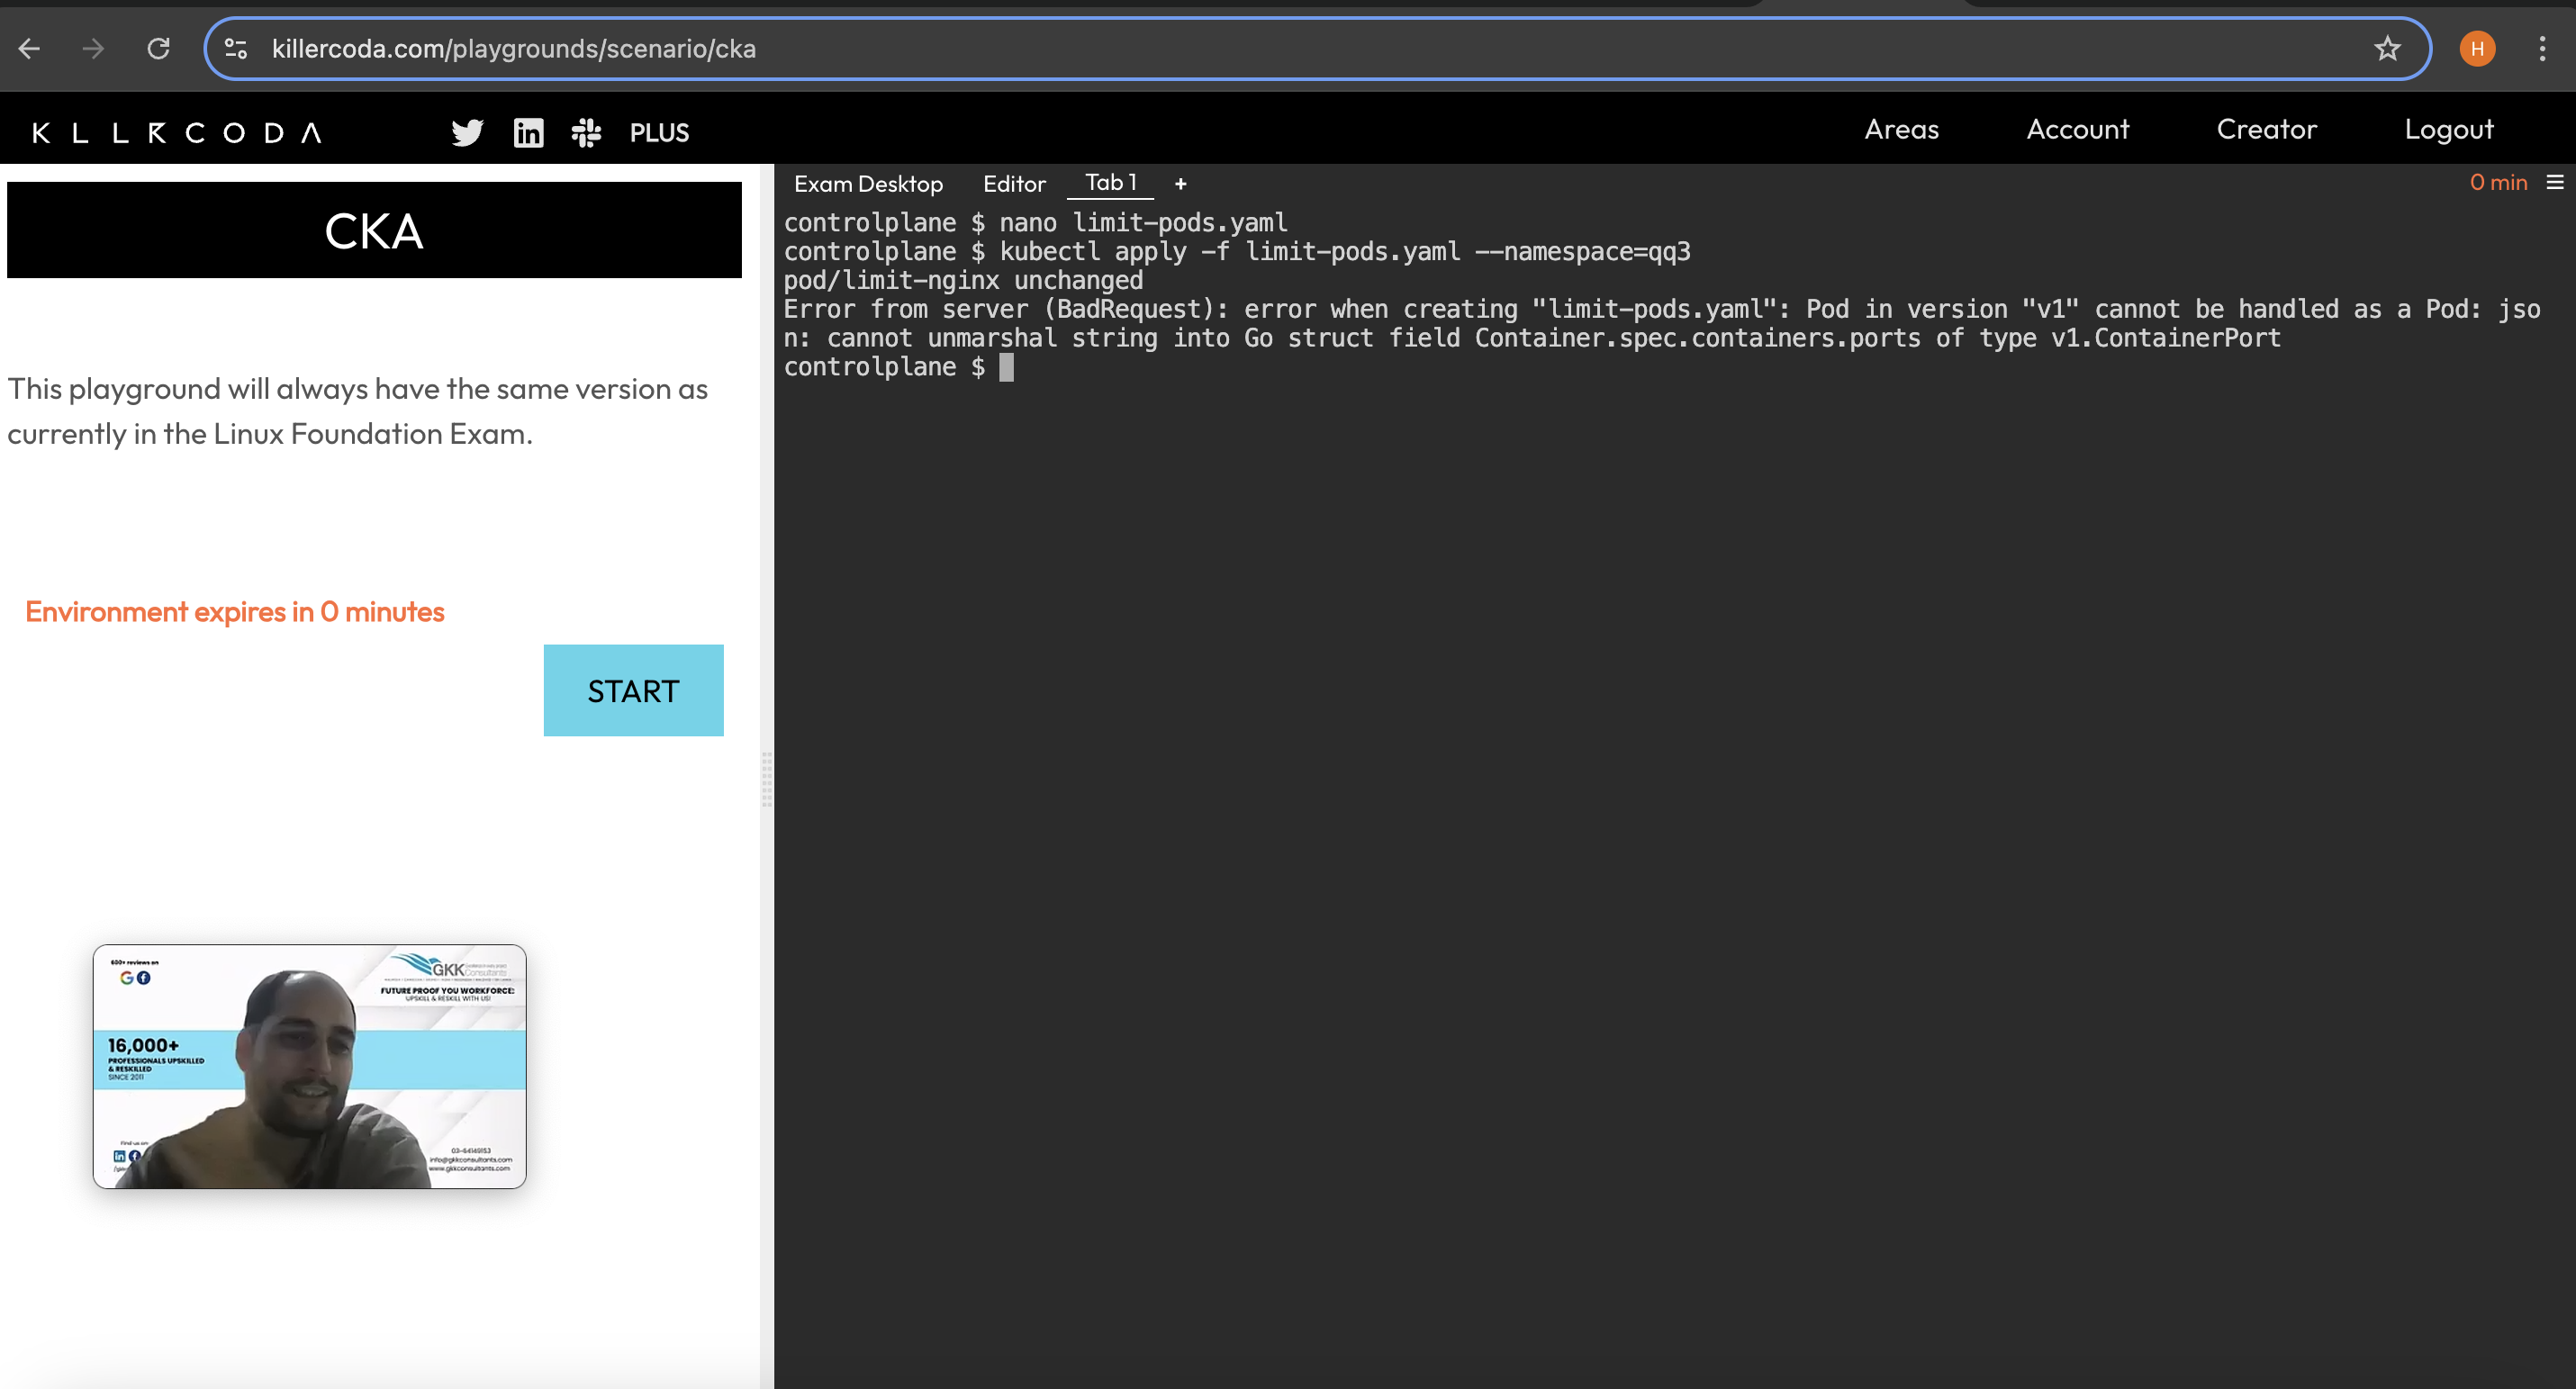 killercoda.com/playgrounds/scenario/cka
H
KLLRCODA PLUS Areas Account Creator Logout
CKA
This playground will always have the same version as
currently in the Linux Foundation Exam.
Environment expires in 0 minutes
START
Exam Desktop Editor Tab 1 + 0 min
controlplane $ nano limit-pods.yaml
controlplane $ kubectl apply -f limit-pods.yaml --namespace=qq3
pod/limit-nginx unchanged
Error from server (BadRequest): error when creating "limit-pods.yaml": Pod in version "v1" cannot be handled as a Pod: jso
n: cannot unmarshal string into Go struct field Container.spec.containers.ports of type v1.ContainerPort
controlplane $
600+ reviews on
GKK
Consultants
FUTURE PROOF YOU WORKFORCE:
UPSKILL & RESKILL WITH US!
16,000+
PROFESSIONALS UPSKILLED
& RESKILLED
SINCE 2011
Find us on:
03-64149153
info@gkkconsultants.com
www.gkkconsultants.com